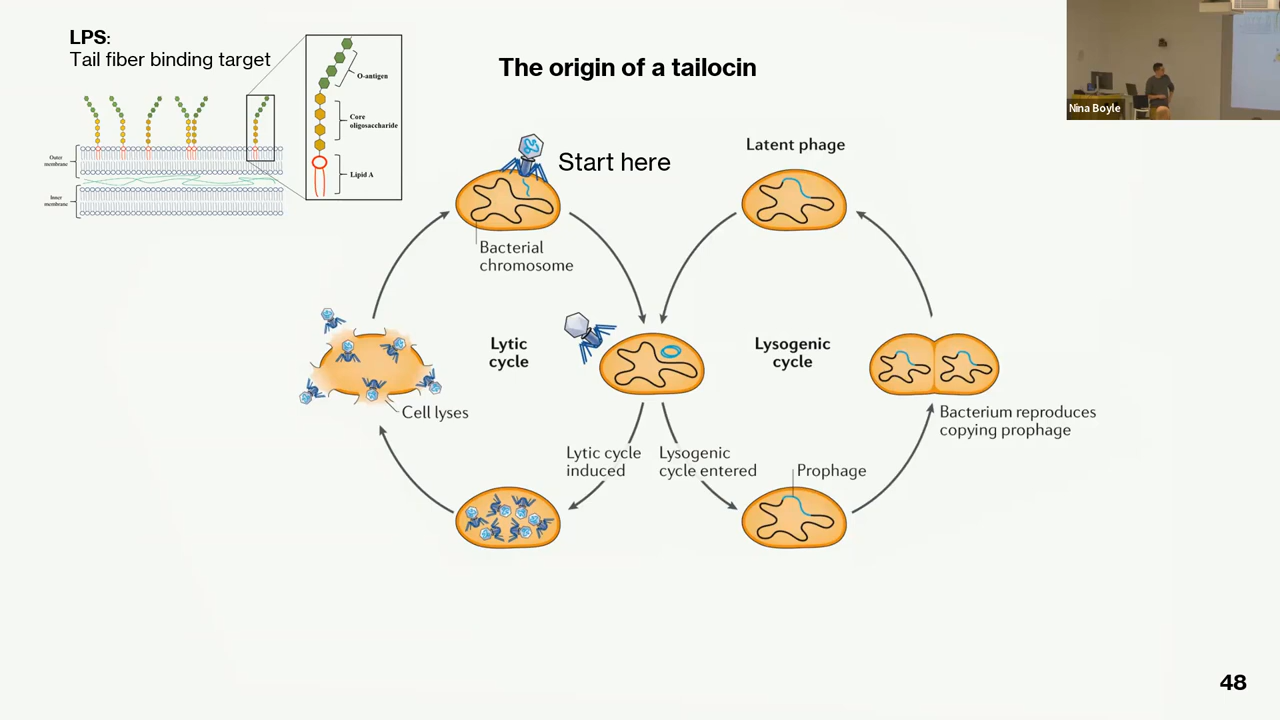 LPS:
Tail fiber binding target
O-antigen
Core
oligosaccharide
Lipid A
Outer
membrane
Inner
membrane
The origin of a tailocin
Nina Boyle
Start here
Latent phage
Bacterial
chromosome
Lytic
cycle
Lysogenic
cycle
Cell lyses
Bacterium reproduces
copying prophage
Lytic cycle
induced
Lysogenic
cycle entered
Prophage
48